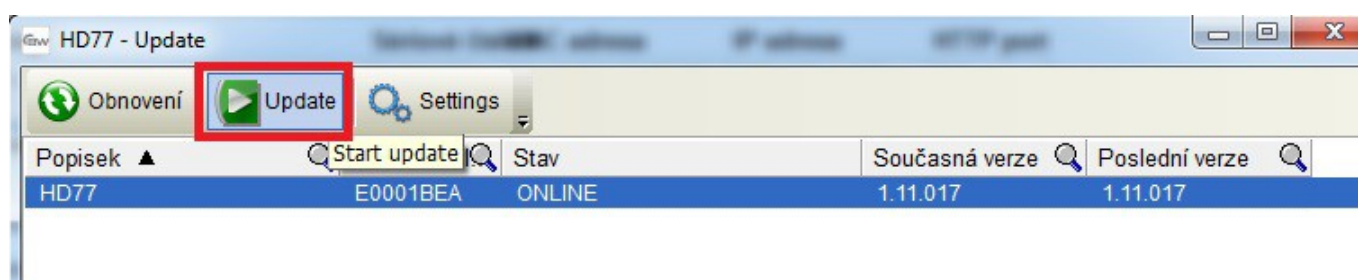 HD77 - Update
Obnovení Update Settings
Start update
Popisek ▲ Stav Současná verze Poslední verze
HD77 E0001BEA ONLINE 1.11.017 1.11.017